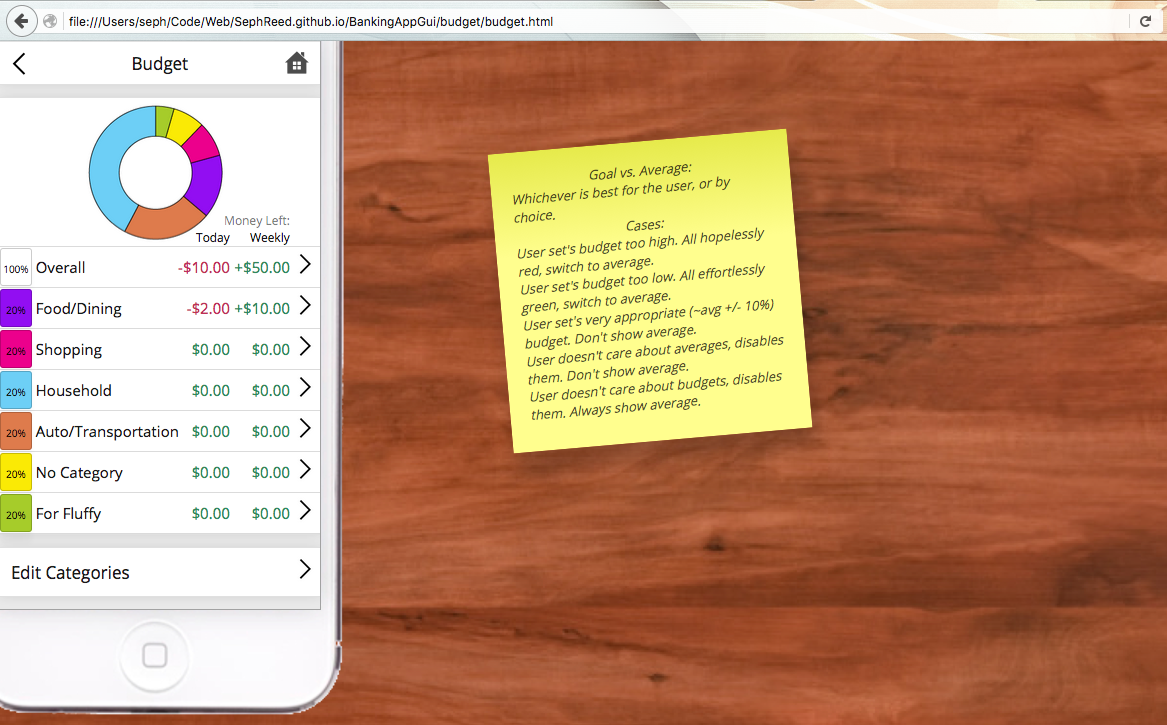 file:///Users/seph/Code/Web/SephReed.github.io/BankingAppGui/budget/budget.html
Budget
Money Left:
Today Weekly
100% Overall -$10.00 +$50.00
20% Food/Dining -$2.00 +$10.00
20% Shopping $0.00 $0.00
20% Household $0.00 $0.00
20% Auto/Transportation $0.00 $0.00
20% No Category $0.00 $0.00
20% For Fluffy $0.00 $0.00
Edit Categories
Goal vs. Average:
Whichever is best for the user, or by
choice.
Cases:
User set's budget too high. All hopelessly
red, switch to average.
User set's budget too low. All effortlessly
green, switch to average.
User set's very appropriate (~avg +/- 10%)
budget. Don't show average.
User doesn't care about averages, disables
them. Don't show average.
User doesn't care about budgets, disables
them. Always show average.